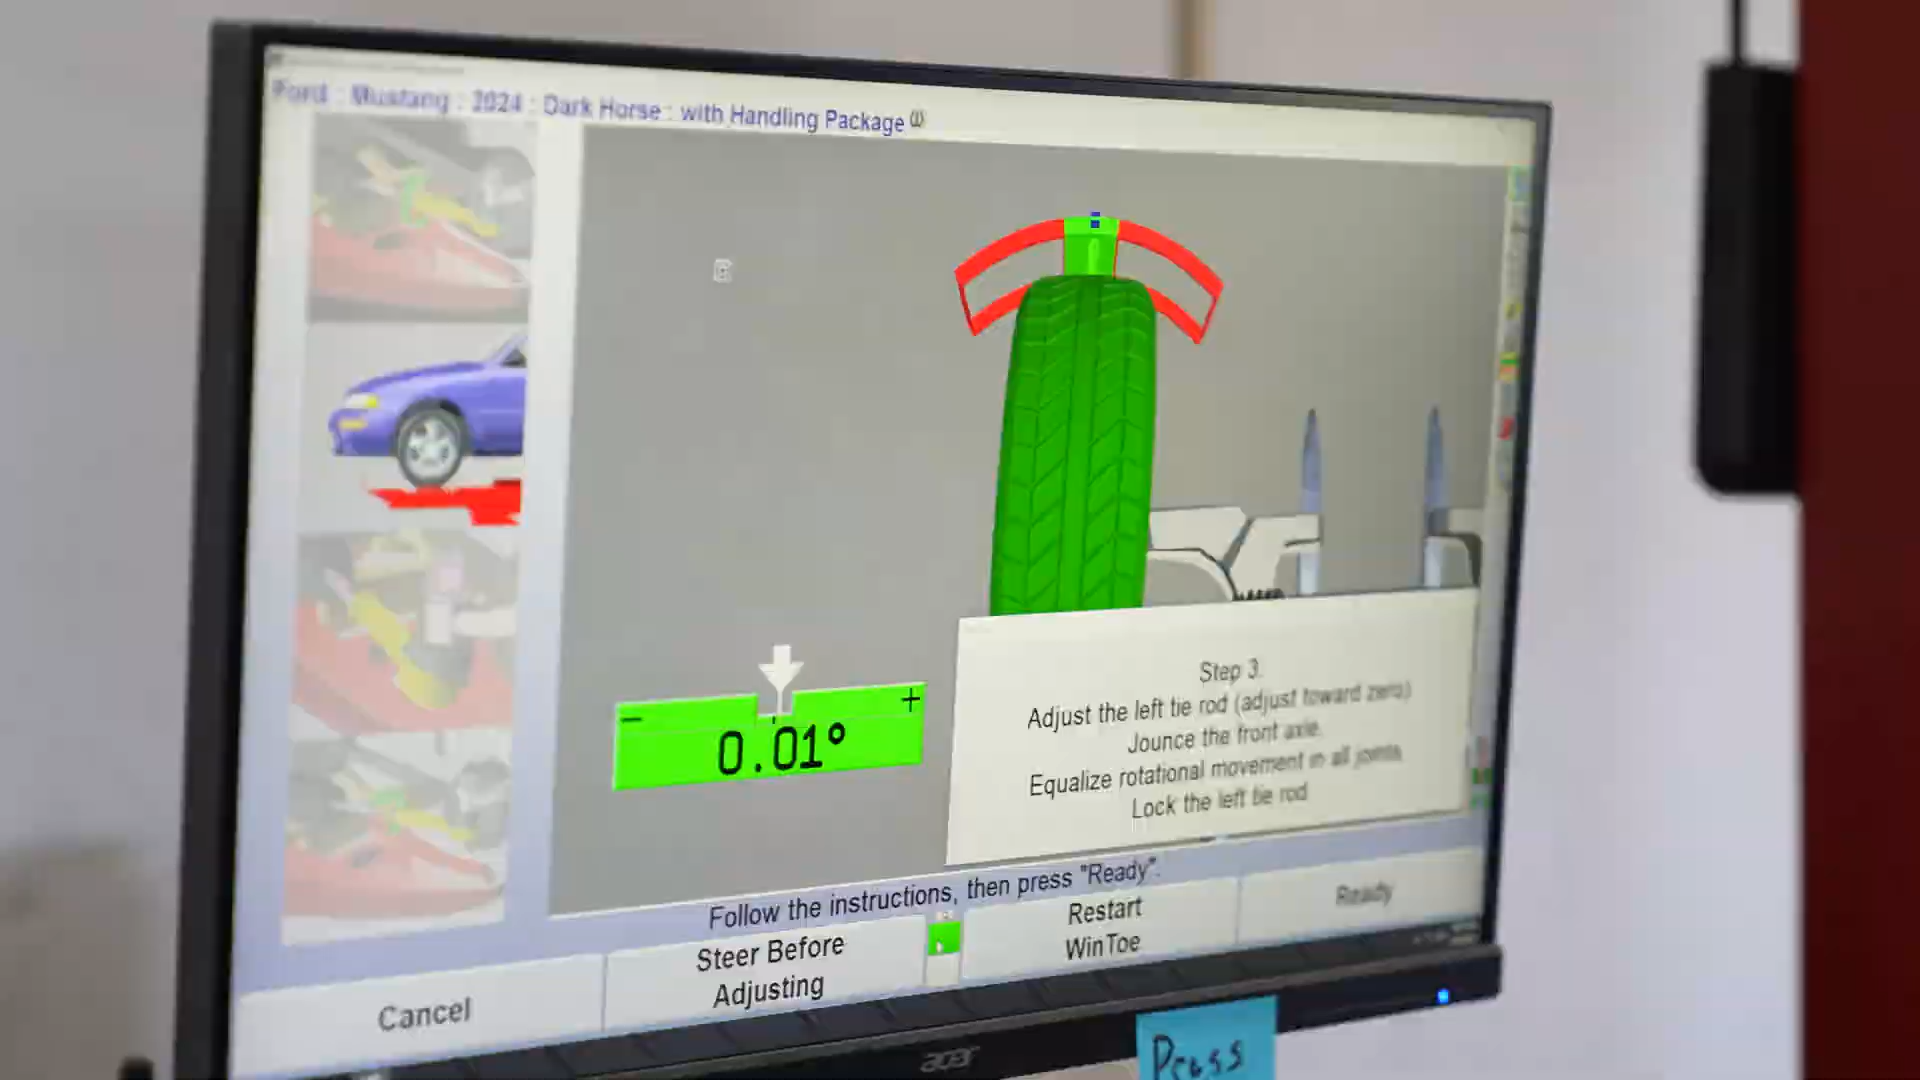 Ford : Mustang : 2024 : Dark Horse : with Handling Package
− +
0.01°
Step 3.
Adjust the left tie rod (adjust toward zero)
Jounce the front axle.
Equalize rotational movement in all joints.
Lock the left tie rod
Follow the instructions, then press "Ready".
Cancel
Steer Before
Adjusting
Restart
WinToe
Ready
acer
Press